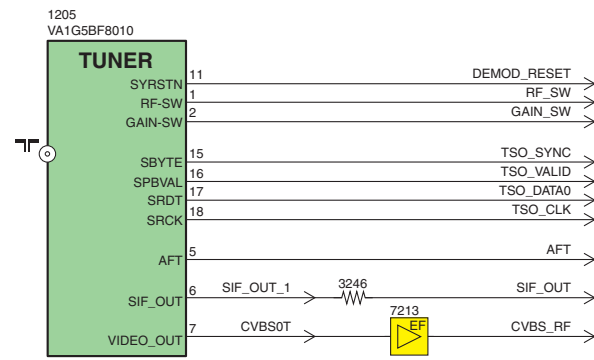 1205
VA1G5BF8010
TUNER
SYRSTN 11 DEMOD_RESET
RF-SW 1 RF_SW
GAIN-SW 2 GAIN_SW
SBYTE 15 TSO_SYNC
SPBVAL 16 TSO_VALID
SRDT 17 TSO_DATA0
SRCK 18 TSO_CLK
AFT 5 AFT
SIF_OUT 6 SIF_OUT_1 3246 SIF_OUT
VIDEO_OUT 7 CVBS0T 7213 EF CVBS_RF